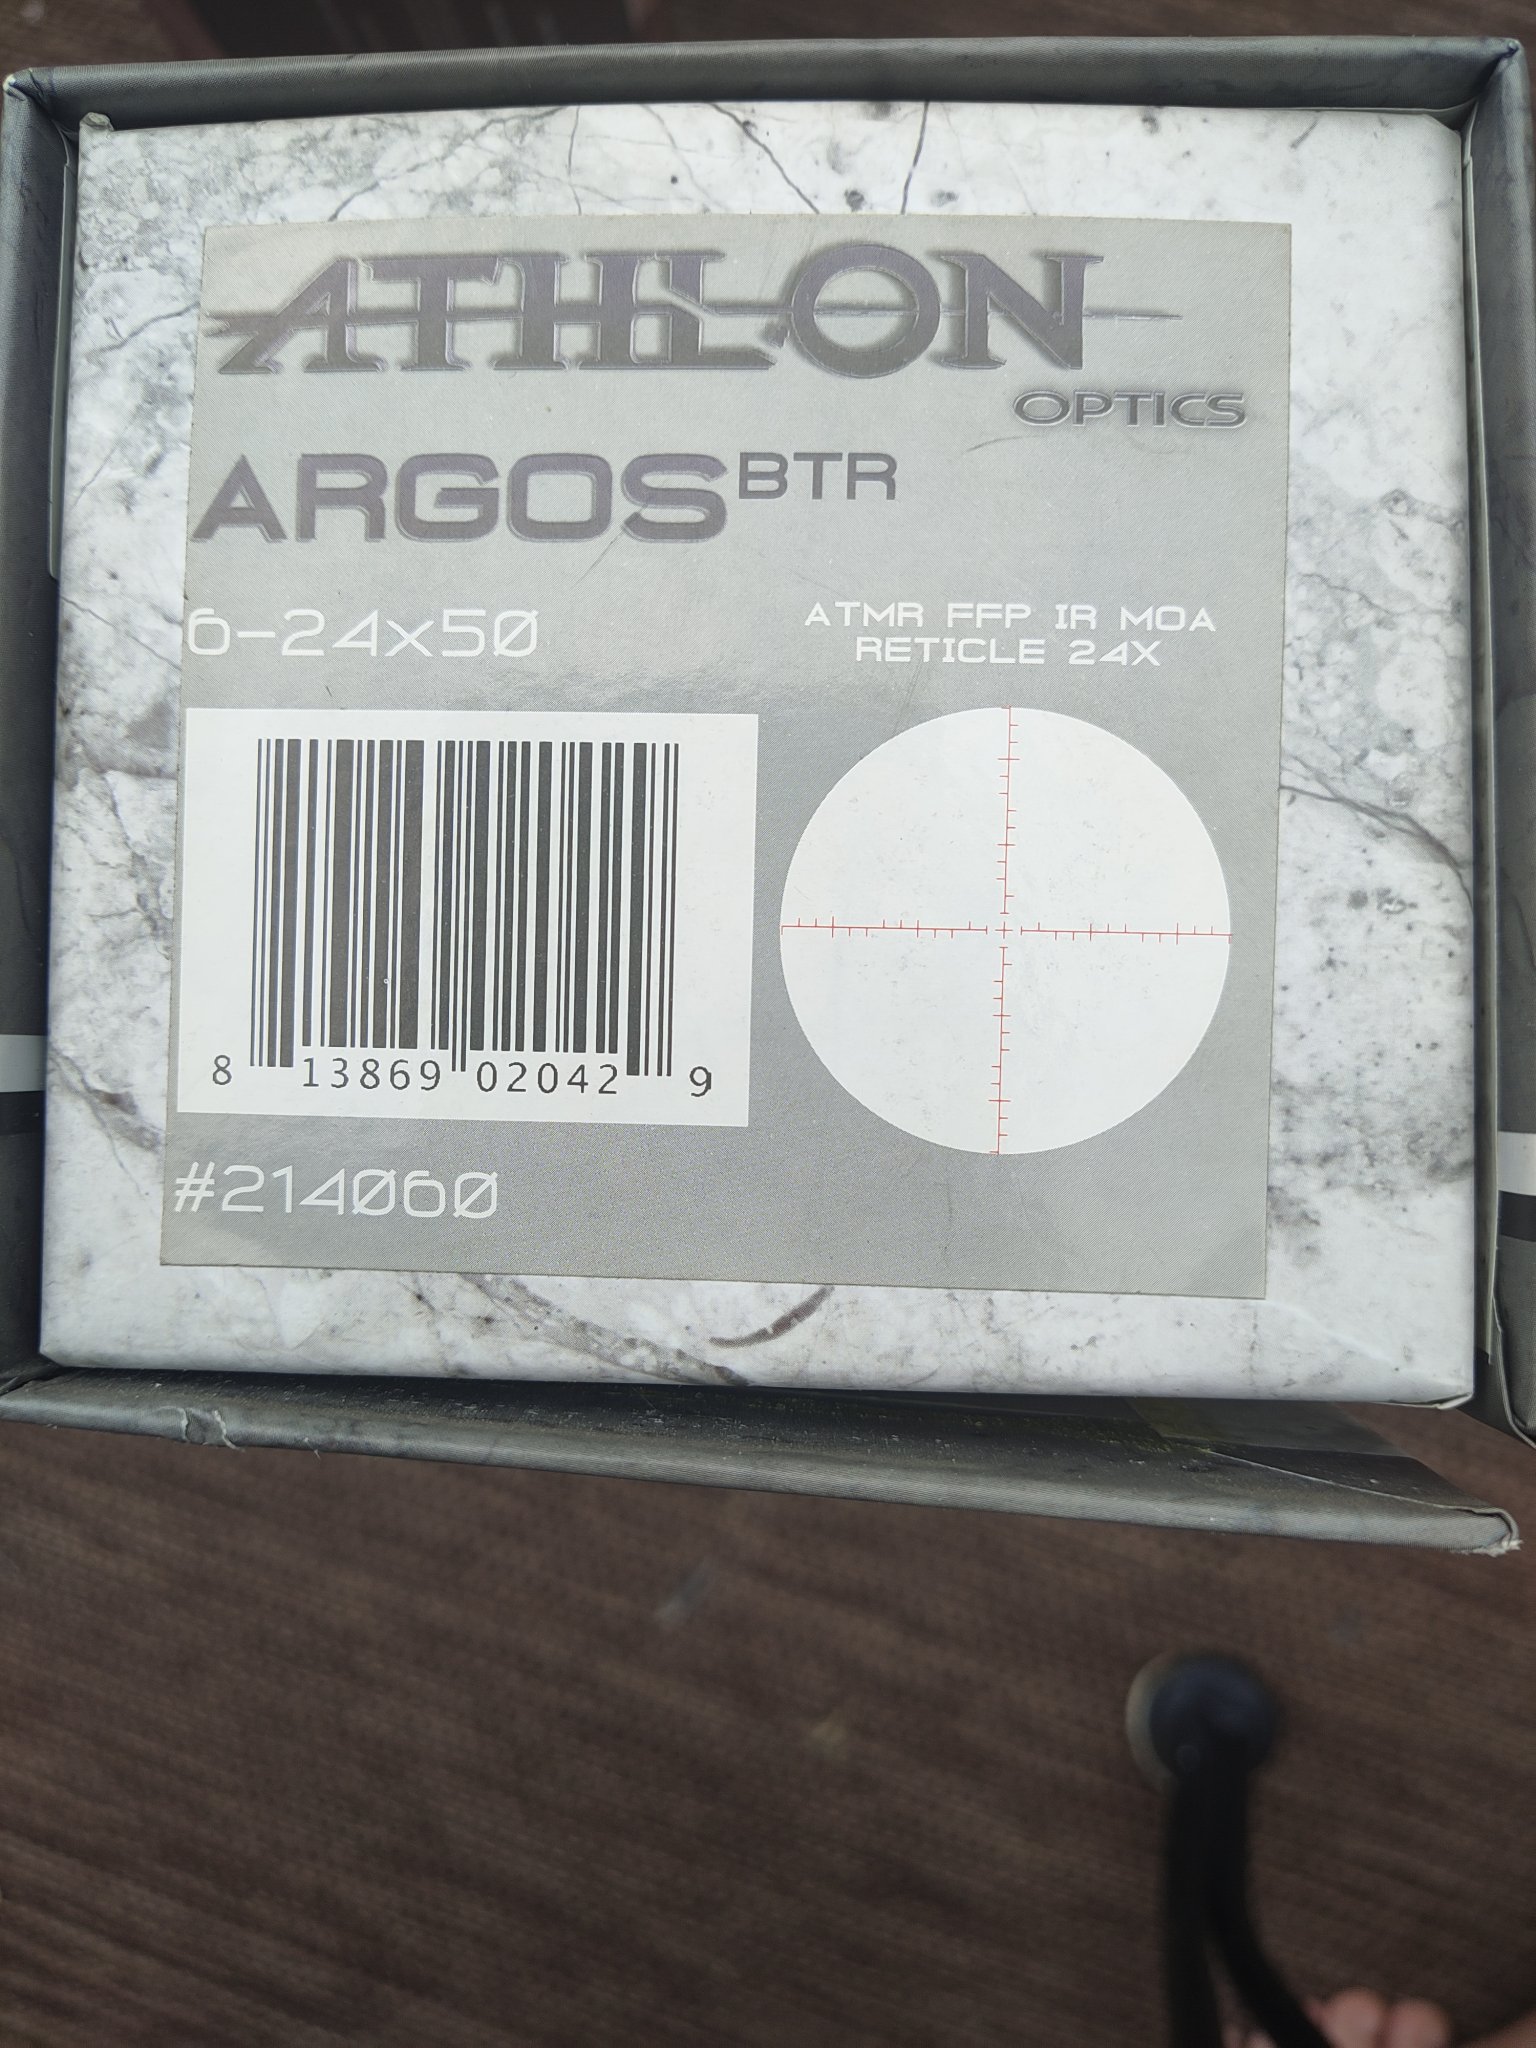 ATHLON
OPTICS
ARGOS BTR
6-24x50
ATMR FFP IR MOA
RETICLE 24X
8 13869 02042 9
#214060